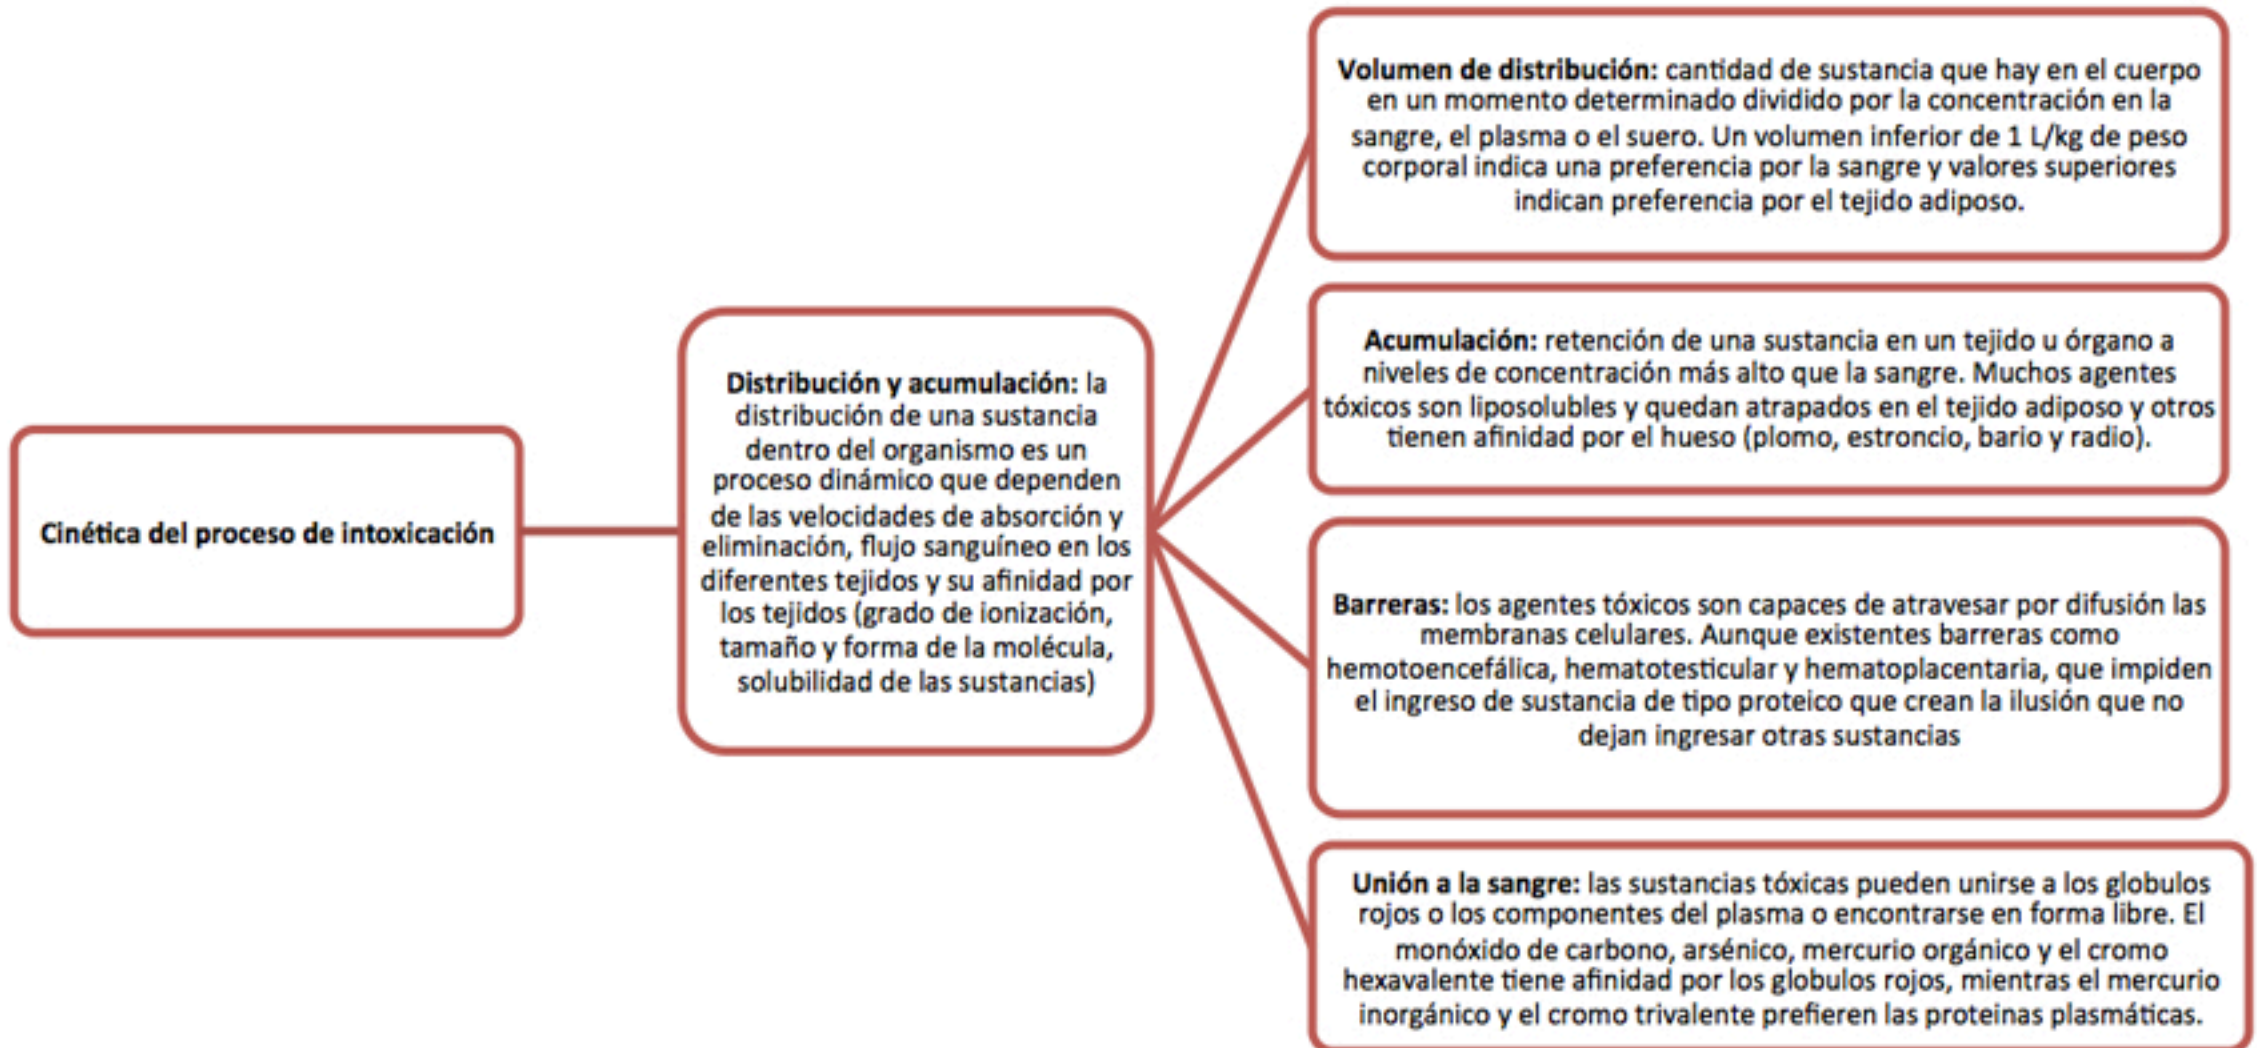 Cinética del proceso de intoxicación
Distribución y acumulación: la
distribución de una sustancia
dentro del organismo es un
proceso dinámico que dependen
de las velocidades de absorción y
eliminación, flujo sanguíneo en los
diferentes tejidos y su afinidad por
los tejidos (grado de ionización,
tamaño y forma de la molécula,
solubilidad de las sustancias)
Volumen de distribución: cantidad de sustancia que hay en el cuerpo
en un momento determinado dividido por la concentración en la
sangre, el plasma o el suero. Un volumen inferior de 1 L/kg de peso
corporal indica una preferencia por la sangre y valores superiores
indican preferencia por el tejido adiposo.
Acumulación: retención de una sustancia en un tejido u órgano a
niveles de concentración más alto que la sangre. Muchos agentes
tóxicos son liposolubles y quedan atrapados en el tejido adiposo y otros
tienen afinidad por el hueso (plomo, estroncio, bario y radio).
Barreras: los agentes tóxicos son capaces de atravesar por difusión las
membranas celulares. Aunque existentes barreras como
hemotoencefálica, hematotesticular y hematoplacentaria, que impiden
el ingreso de sustancia de tipo proteico que crean la ilusión que no
dejan ingresar otras sustancias
Unión a la sangre: las sustancias tóxicas pueden unirse a los globulos
rojos o los componentes del plasma o encontrarse en forma libre. El
monóxido de carbono, arsénico, mercurio orgánico y el cromo
hexavalente tiene afinidad por los globulos rojos, mientras el mercurio
inorgánico y el cromo trivalente prefieren las proteinas plasmáticas.